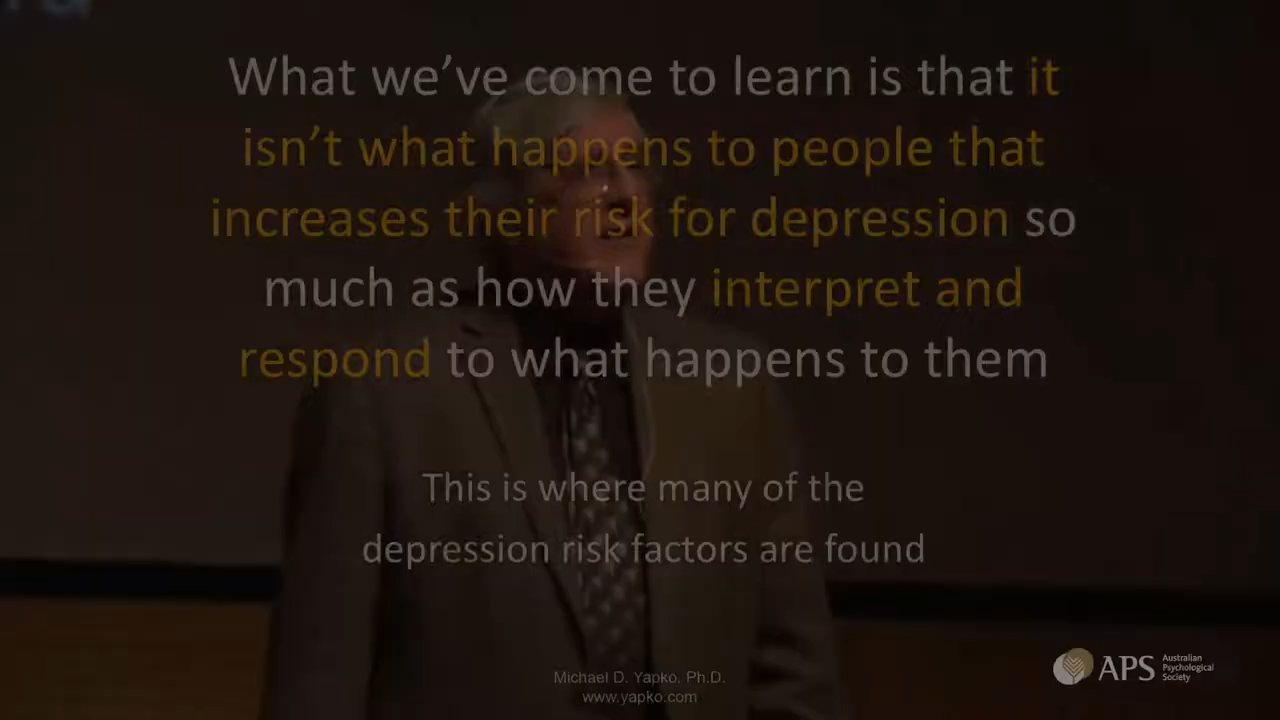 What we've come to learn is that it
isn't what happens to people that
increases their risk for depression so
much as how they interpret and
respond to what happens to them
This is where many of the
depression risk factors are found
Michael D. Yapko, Ph.D.
www.yapko.com
APS Australian
Psychological
Society